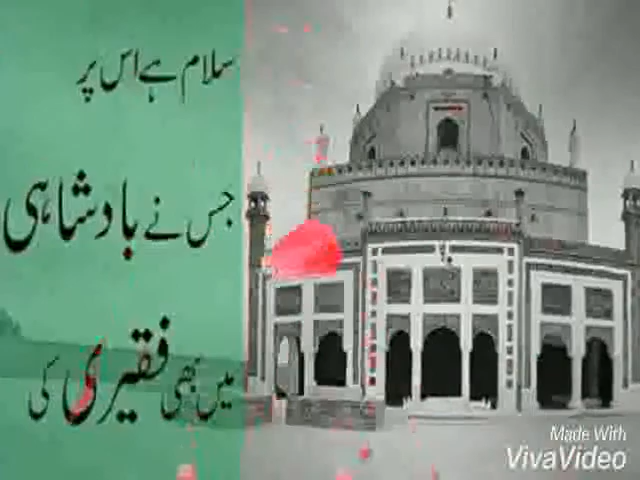 سلام ہے اس پر
جس نے بادشاہی
میں بھی فقیری کی
Made With
VivaVideo